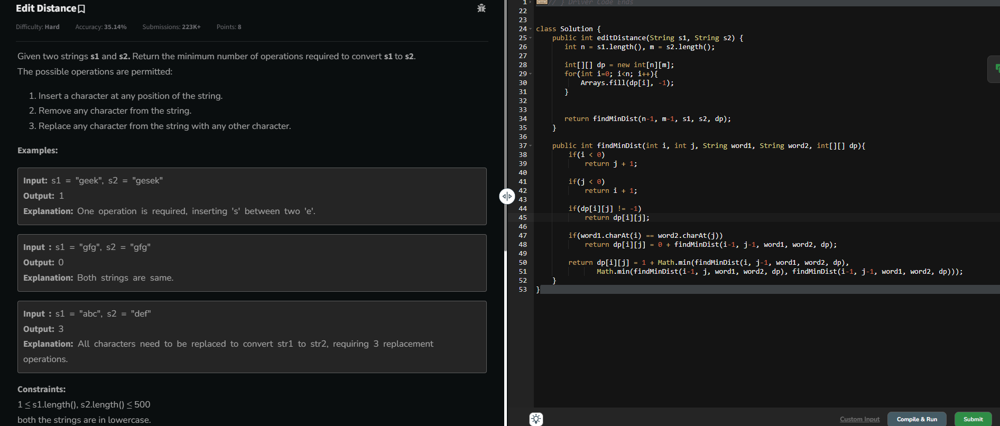 Edit Distance
Difficulty: Hard Accuracy: 35.14% Submissions: 223K+ Points: 8
Given two strings s1 and s2. Return the minimum number of operations required to convert s1 to s2.
The possible operations are permitted:
1. Insert a character at any position of the string.
2. Remove any character from the string.
3. Replace any character from the string with any other character.
Examples:
Input: s1 = "geek", s2 = "gesek"
Output: 1
Explanation: One operation is required, inserting 's' between two 'e'.
Input : s1 = "gfg", s2 = "gfg"
Output: 0
Explanation: Both strings are same.
Input : s1 = "abc", s2 = "def"
Output: 3
Explanation: All characters need to be replaced to convert str1 to str2, requiring 3 replacement
operations.
Constraints:
1 ≤ s1.length(), s2.length() ≤ 500
both the strings are in lowercase.
1 // } Driver Code Ends
22
23
24 class Solution {
25     public int editDistance(String s1, String s2) {
26        int n = s1.length(), m = s2.length();
27
28        int[][] dp = new int[n][m];
29        for(int i=0; i<n; i++){
30            Arrays.fill(dp[i], -1);
31        }
32
33
34        return findMinDist(n-1, m-1, s1, s2, dp);
35     }
36
37     public int findMinDist(int i, int j, String word1, String word2, int[][] dp){
38         if(i < 0)
39             return j + 1;
40
41         if(j < 0)
42             return i + 1;
43
44         if(dp[i][j] != -1)
45             return dp[i][j];
46
47         if(word1.charAt(i) == word2.charAt(j))
48             return dp[i][j] = 0 + findMinDist(i-1, j-1, word1, word2, dp);
49
50         return dp[i][j] = 1 + Math.min(findMinDist(i, j-1, word1, word2, dp),
51                Math.min(findMinDist(i-1, j, word1, word2, dp), findMinDist(i-1, j-1, word1, word2, dp)));
52     }
53 }
Custom Input Compile & Run Submit